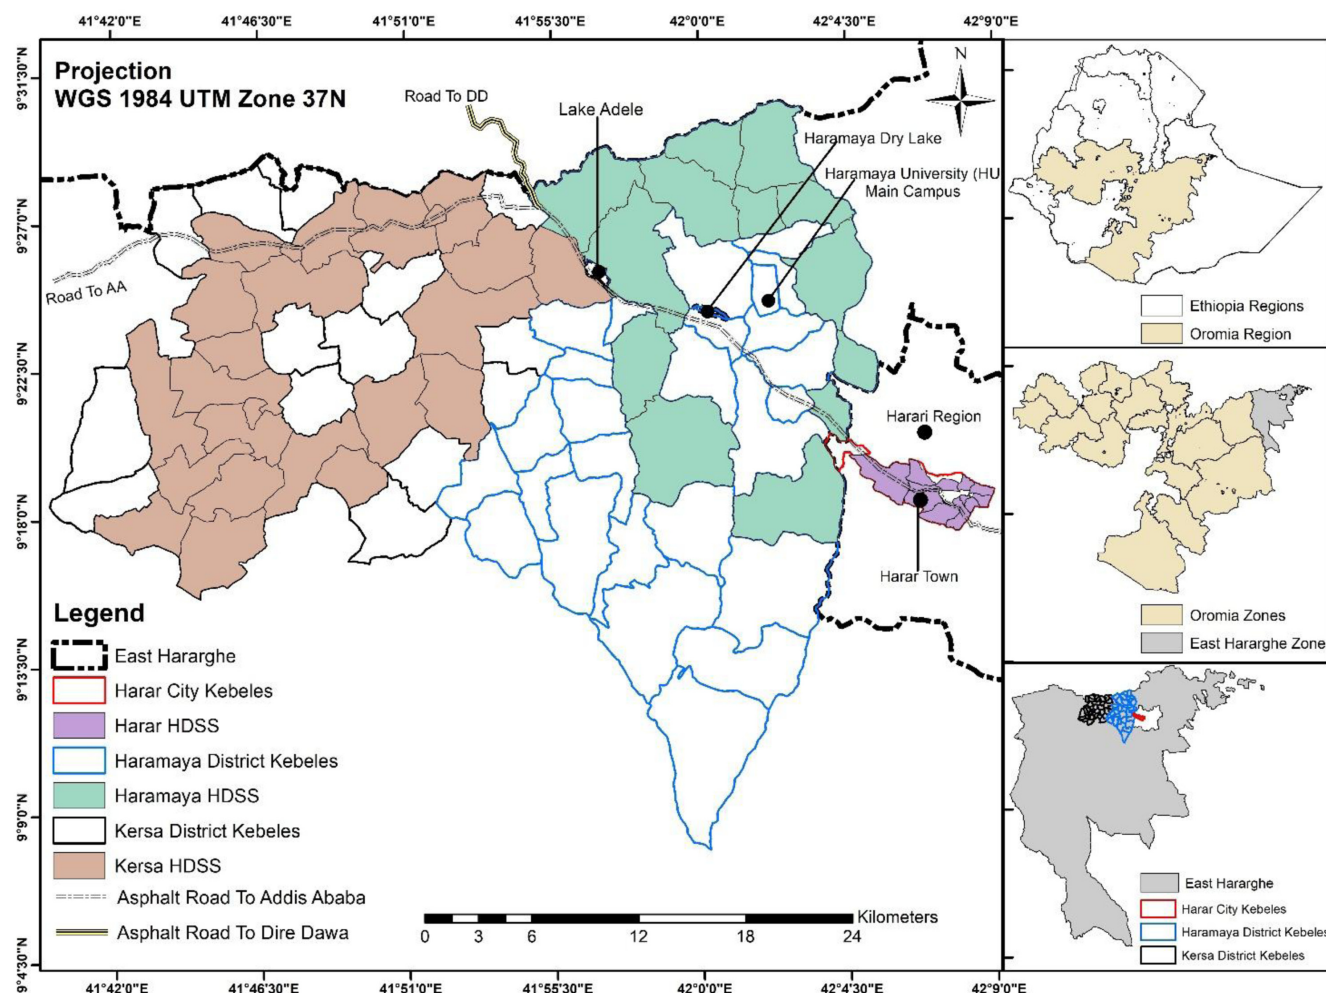 41°42'0"E 41°46'30"E 41°51'0"E 41°55'30"E 42°0'0"E 42°4'30"E 42°9'0"E
Projection
WGS 1984 UTM Zone 37N
Road To DD
Lake Adele
N
Haramaya Dry Lake
Haramaya University (HU
Main Campus
Road To AA
Harari Region
Harar Town
9°31'30"N
9°27'0"N
9°22'30"N
9°18'0"N
9°13'30"N
9°9'0"N
9°4'30"N
Legend
East Hararghe
Harar City Kebeles
Harar HDSS
Haramaya District Kebeles
Haramaya HDSS
Kersa District Kebeles
Kersa HDSS
Asphalt Road To Addis Ababa
Asphalt Road To Dire Dawa
Kilometers
0 3 6 12 18 24
41°42'0"E 41°46'30"E 41°51'0"E 41°55'30"E 42°0'0"E 42°4'30"E 42°9'0"E
Ethiopia Regions
Oromia Region
Oromia Zones
East Hararghe Zone
East Hararghe
Harar City Kebeles
Haramaya District Kebeles
Kersa District Kebeles